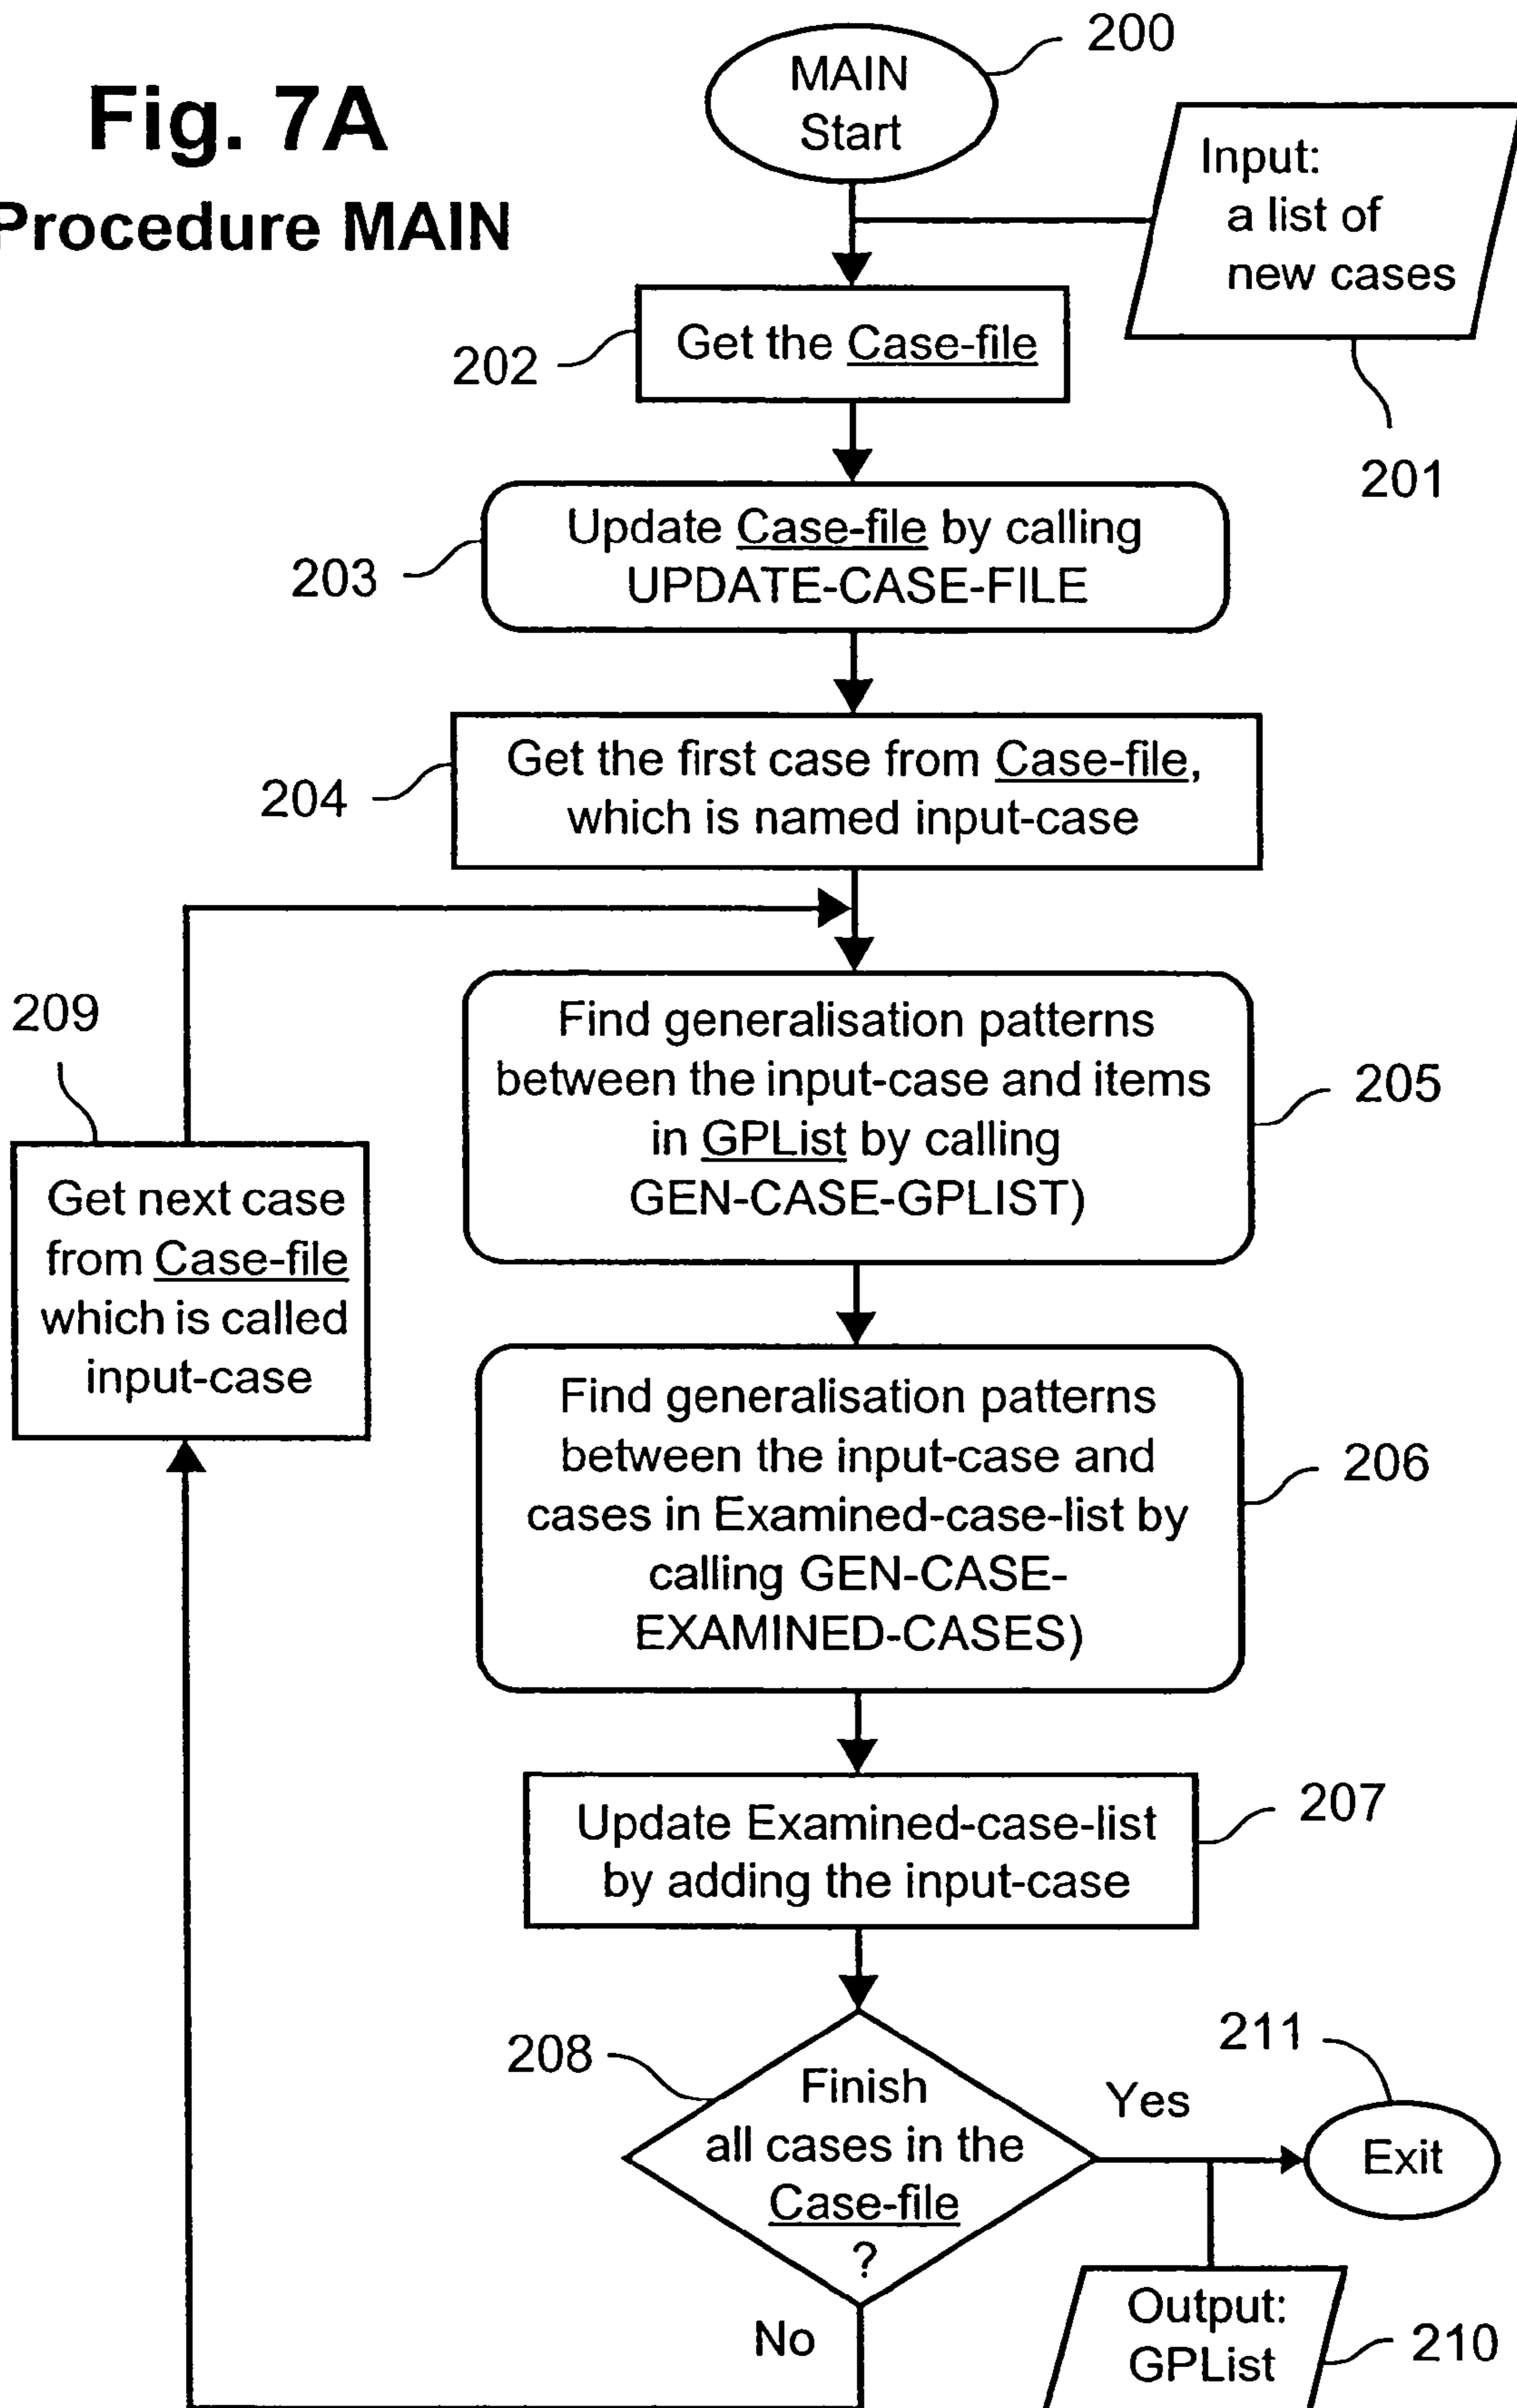 Fig. 7A
Procedure MAIN
MAIN
Start
200
Input:
a list of
new cases
201
Get the Case-file
202
Update Case-file by calling
UPDATE-CASE-FILE
203
Get the first case from Case-file,
which is named input-case
204
Find generalisation patterns
between the input-case and items
in GPList by calling
GEN-CASE-GPLIST)
205
209
Get next case
from Case-file
which is called
input-case
Find generalisation patterns
between the input-case and
cases in Examined-case-list by
calling GEN-CASE-
EXAMINED-CASES)
206
Update Examined-case-list
by adding the input-case
207
208
Finish
all cases in the
Case-file
?
Yes
211
Exit
No
Output:
GPList
210